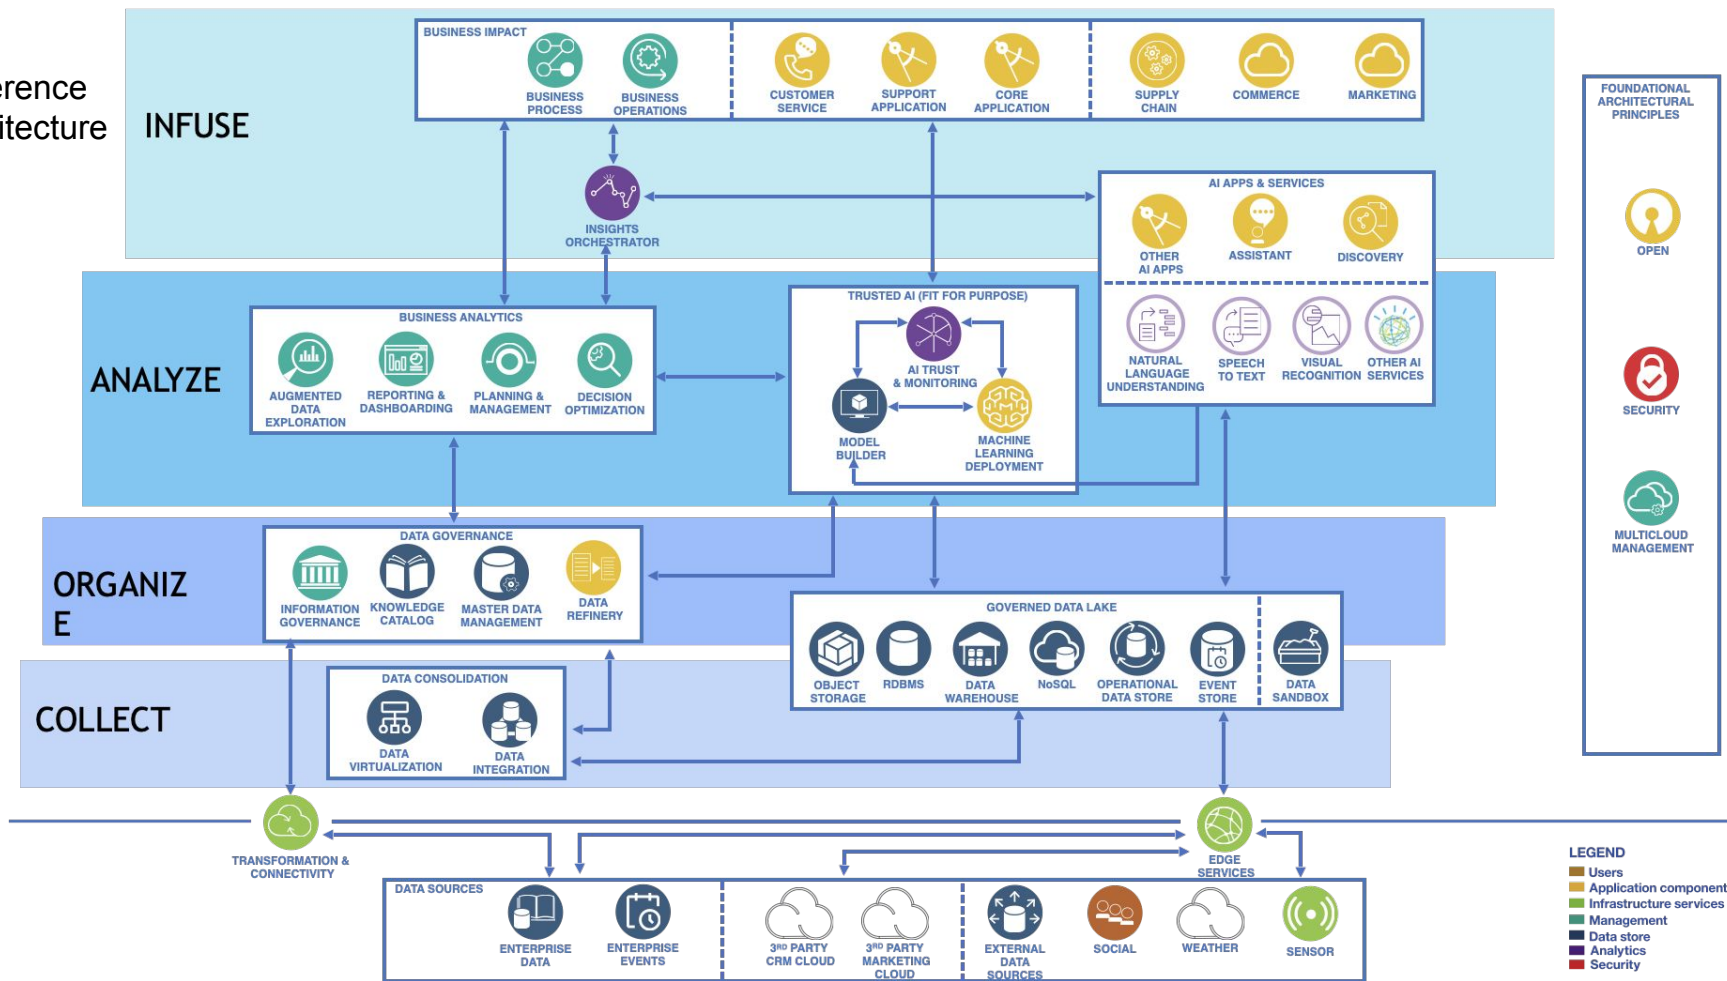 erence
itecture
INFUSE
BUSINESS IMPACT
BUSINESS
PROCESS
BUSINESS
OPERATIONS
CUSTOMER
SERVICE
SUPPORT
APPLICATION
CORE
APPLICATION
SUPPLY
CHAIN
COMMERCE
MARKETING
INSIGHTS
ORCHESTRATOR
AI APPS & SERVICES
OTHER
AI APPS
ASSISTANT
DISCOVERY
NATURAL
LANGUAGE
UNDERSTANDING
SPEECH
TO TEXT
VISUAL
RECOGNITION
OTHER AI
SERVICES
ANALYZE
BUSINESS ANALYTICS
AUGMENTED
DATA
EXPLORATION
REPORTING &
DASHBOARDING
PLANNING &
MANAGEMENT
DECISION
OPTIMIZATION
TRUSTED AI (FIT FOR PURPOSE)
AI TRUST
& MONITORING
MODEL
BUILDER
MACHINE
LEARNING
DEPLOYMENT
ORGANIZ
E
DATA GOVERNANCE
INFORMATION
GOVERNANCE
KNOWLEDGE
CATALOG
MASTER DATA
MANAGEMENT
DATA
REFINERY
GOVERNED DATA LAKE
OBJECT
STORAGE
RDBMS
DATA
WAREHOUSE
NoSQL
OPERATIONAL
DATA STORE
EVENT
STORE
DATA
SANDBOX
COLLECT
DATA CONSOLIDATION
DATA
VIRTUALIZATION
DATA
INTEGRATION
TRANSFORMATION &
CONNECTIVITY
EDGE
SERVICES
DATA SOURCES
ENTERPRISE
DATA
ENTERPRISE
EVENTS
3RD PARTY
CRM CLOUD
3RD PARTY
MARKETING
CLOUD
EXTERNAL
DATA
SOURCES
SOCIAL
WEATHER
SENSOR
FOUNDATIONAL
ARCHITECTURAL
PRINCIPLES
OPEN
SECURITY
MULTICLOUD
MANAGEMENT
LEGEND
Users
Application component
Infrastructure services
Management
Data store
Analytics
Security